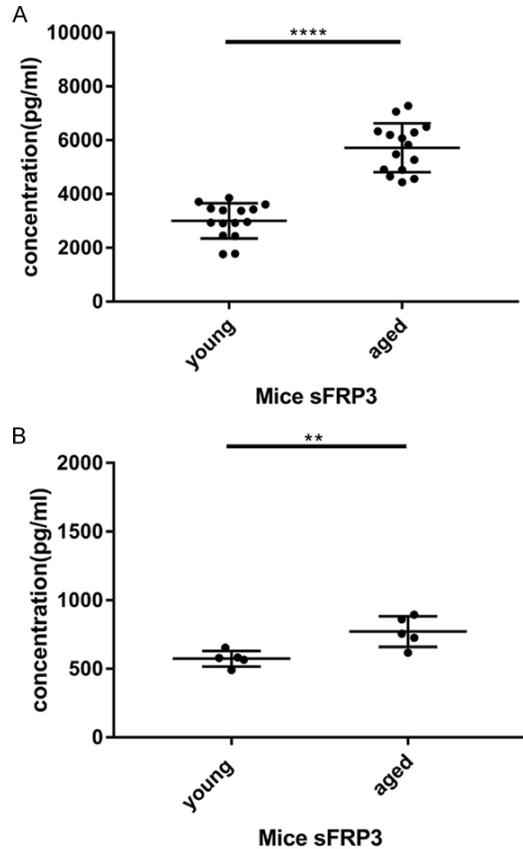 A
****
10000
8000
6000
4000
2000
0
concentration(pg/ml)
young
aged
Mice sFRP3
B
**
2000
1500
1000
500
0
concentration(pg/ml)
young
aged
Mice sFRP3